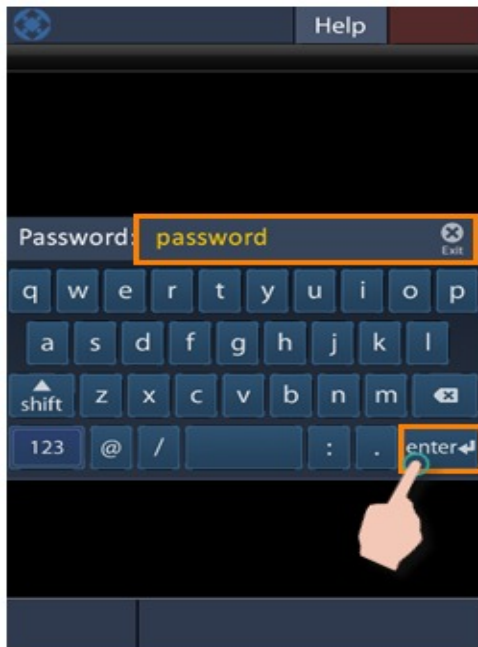 Help
Password: password
Exit
q w e r t y u i o p
a s d f g h j k l
shift z x c v b n m
123 @ / : . enter